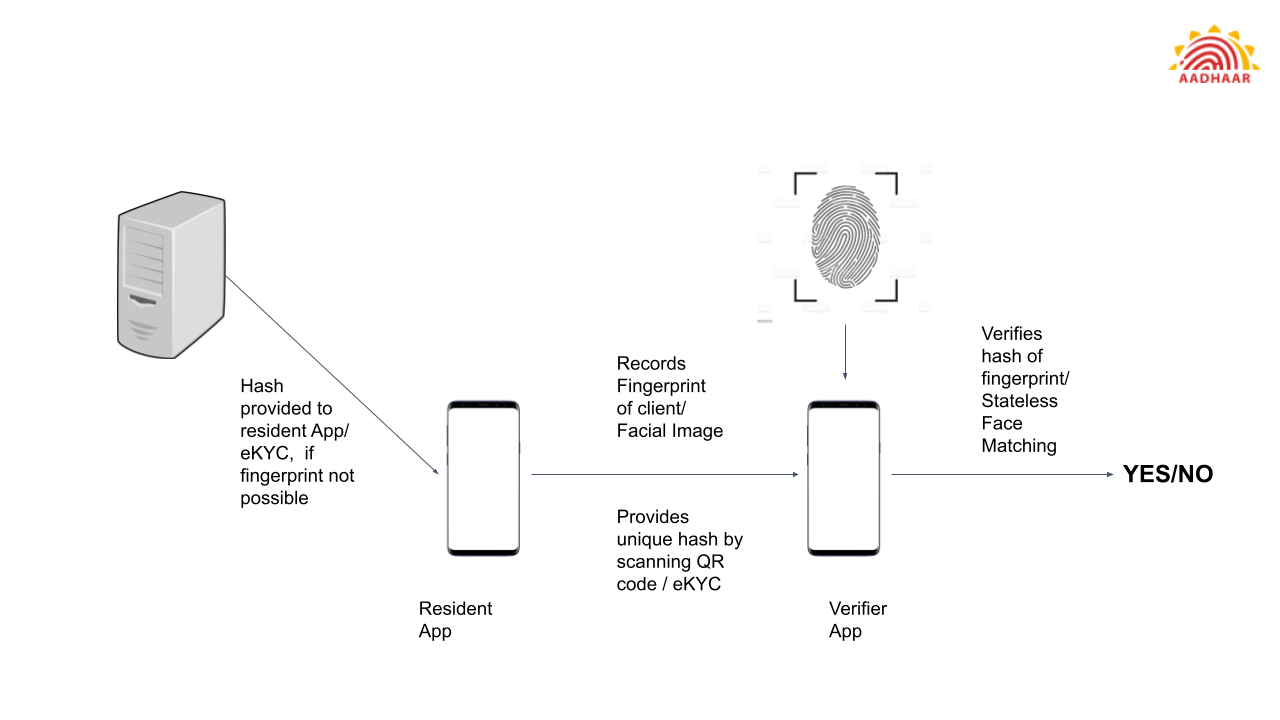 AADHAAR
Verifies
hash of
fingerprint/
Stateless
Face
Matching
Records
Fingerprint
of client/
Facial Image
Hash
provided to
resident App/
eKYC,  if
fingerprint not
possible
YES/NO
Provides
unique hash by
scanning QR
code / eKYC
Resident
App
Verifier
App